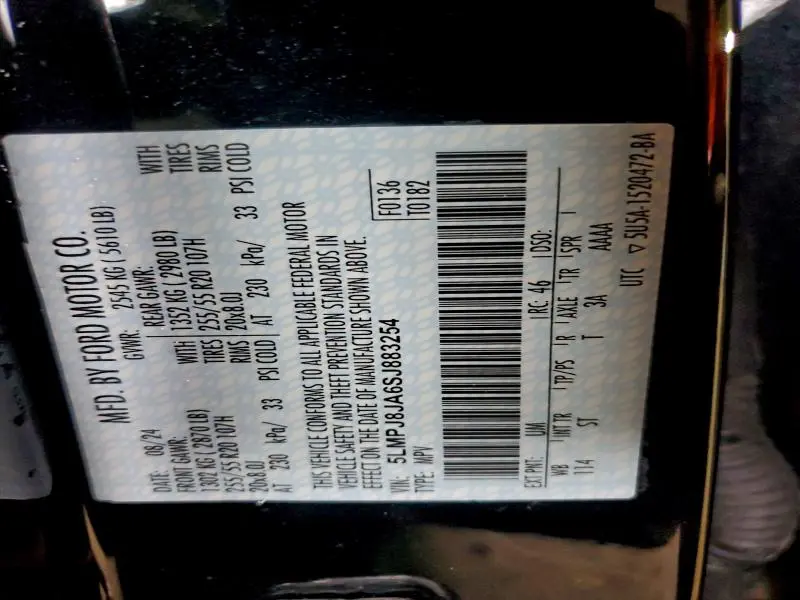 MFD. BY FORD MOTOR CO.
DATE: 08/24 GVWR: 2545 KG ( 5610 LB)
FRONT GAWR: REAR GAWR: WITH
1302 KG ( 2870 LB) WITH: 1352 KG ( 2980 LB) TIRES
255/55 R20 107H TIRES 255/55 R20 107H RIMS
20x8.0J RIMS 20x8.0J PSI COLD
AT 230 kPa/ 33 PSI COLD AT 230 kPa/ 33
THIS VEHICLE CONFORMS TO ALL APPLICABLE FEDERAL MOTOR
VEHICLE SAFETY AND THEFT PREVENTION STANDARDS IN
EFFECT ON THE DATE OF MANUFACTURE SHOWN ABOVE.
F0136
T0182
VIN: 5LMPJ8JA6SJ883254
TYPE: MPV
EXT PNT: UM RC: 46 DSO:
WB INT TR TP/PS R AXLE TR SPR
114 ST T 3A AAAA
UTC ▽ 5U5A-1520472-BA